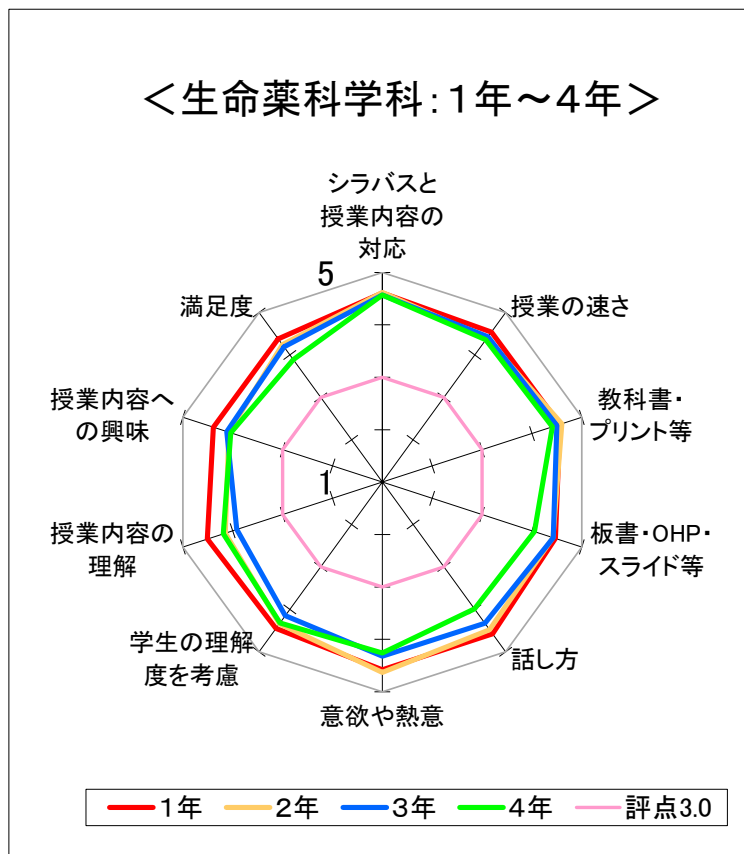 ＜生命薬科学科：１年～４年＞
シラバスと
授業内容の
対応
5
授業の速さ
満足度
教科書・
プリント等
授業内容へ
の興味
1
板書・OHP・
スライド等
授業内容の
理解
話し方
学生の理解
度を考慮
意欲や熱意
１年
２年
３年
４年
評点3.0